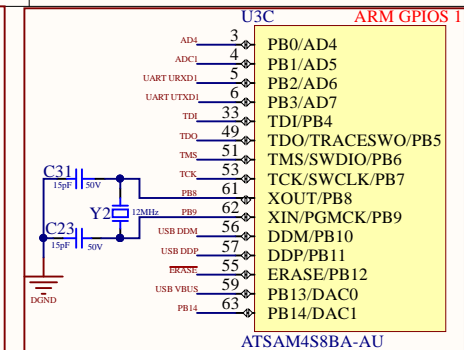 U3C ARM GPIOS 1
AD4 3 PB0/AD4
ADC1 4 PB1/AD5
UART URXD1 5 PB2/AD6
UART UTXD1 6 PB3/AD7
TDI 33 TDI/PB4
TDO 49 TDO/TRACESWO/PB5
TMS 51 TMS/SWDIO/PB6
TCK 53 TCK/SWCLK/PB7
C31
15pF 50V
PB8 61 XOUT/PB8
Y2 12MHz
PB9 62 XIN/PGMCK/PB9
C23
15pF 50V
USB DDM 56 DDM/PB10
USB DDP 57 DDP/PB11
ERASE 55 ERASE/PB12
USB VBUS 59 PB13/DAC0
PB14 63 PB14/DAC1
DGND
ATSAM4S8BA-AU